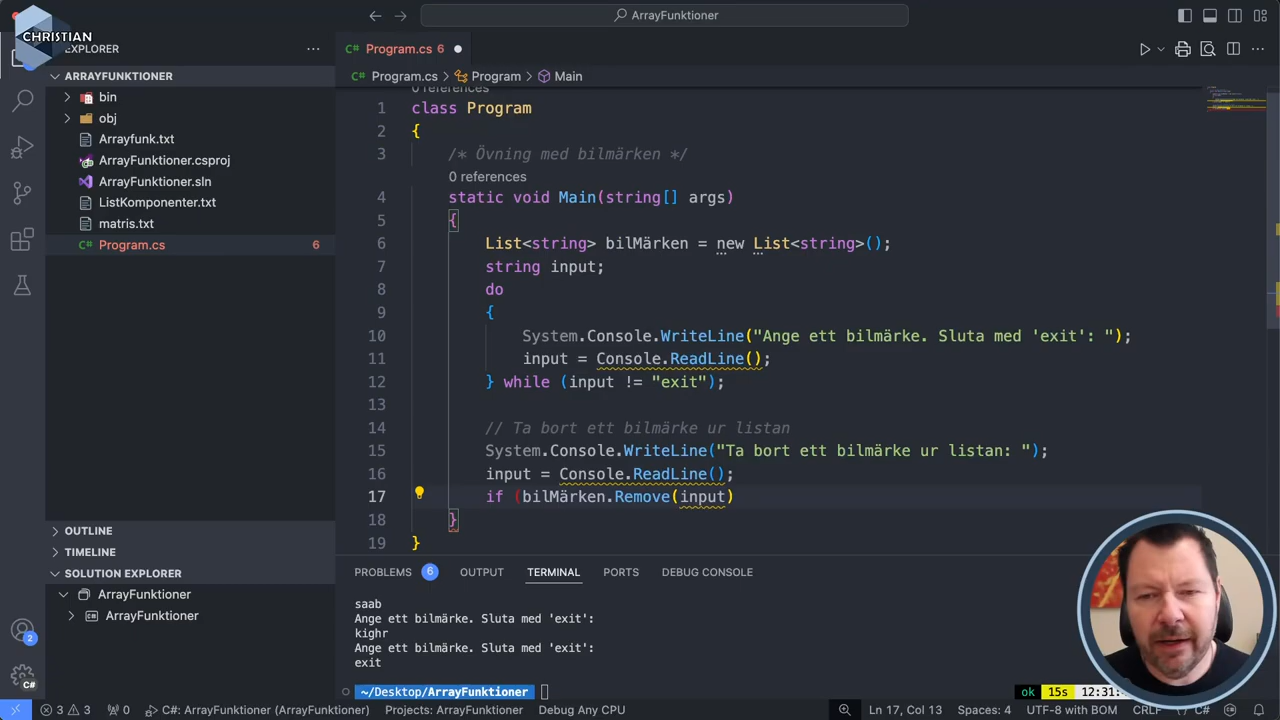 ArrayFunktioner
CHRISTIAN
EXPLORER
Program.cs 6
ARRAYFUNKTIONER
Program.cs > Program > Main
bin
obj
Arrayfunk.txt
ArrayFunktioner.csproj
ArrayFunktioner.sln
ListKomponenter.txt
matris.txt
Program.cs 6
0 references
1 class Program
2 {
3 /* Övning med bilmärken */
0 references
4 static void Main(string[] args)
5 {
6 List<string> bilMärken = new List<string>();
7 string input;
8 do
9 {
10 System.Console.WriteLine("Ange ett bilmärke. Sluta med 'exit': ");
11 input = Console.ReadLine();
12 } while (input != "exit");
13
14 // Ta bort ett bilmärke ur listan
15 System.Console.WriteLine("Ta bort ett bilmärke ur listan: ");
16 input = Console.ReadLine();
17 if (bilMärken.Remove(input)
18 }
19 }
OUTLINE
TIMELINE
SOLUTION EXPLORER
ArrayFunktioner
ArrayFunktioner
PROBLEMS 6 OUTPUT TERMINAL PORTS DEBUG CONSOLE
saab
Ange ett bilmärke. Sluta med 'exit':
kighr
Ange ett bilmärke. Sluta med 'exit':
exit
~/Desktop/ArrayFunktioner
ok 15s 12:31:
2
C#
3 3 0 C#: ArrayFunktioner (ArrayFunktioner) Projects: ArrayFunktioner Debug Any CPU Ln 17, Col 13 Spaces: 4 UTF-8 with BOM CRLF C#